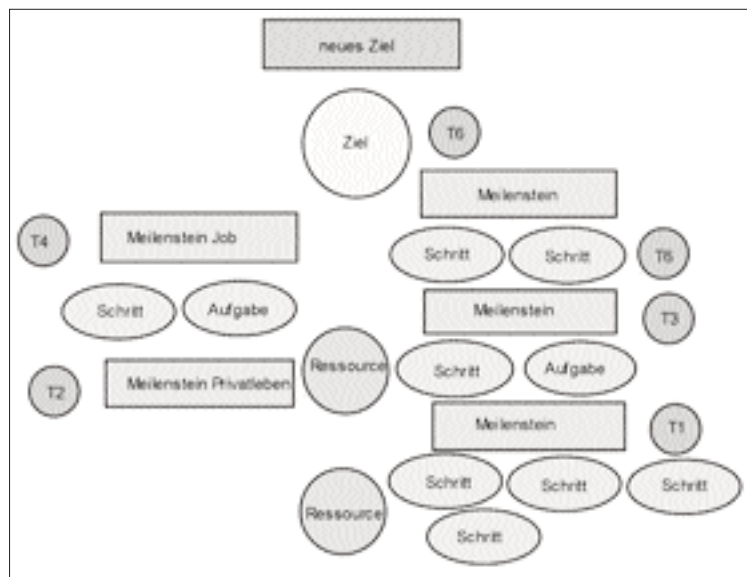 neues Ziel
Ziel
T6
Meilenstein
T4
Meilenstein Job
Schritt
Schritt
T6
Schritt
Aufgabe
Meilenstein
T3
Ressource
T2
Meilenstein Privatleben
Schritt
Aufgabe
Meilenstein
T1
Schritt
Schritt
Schritt
Ressource
Schritt